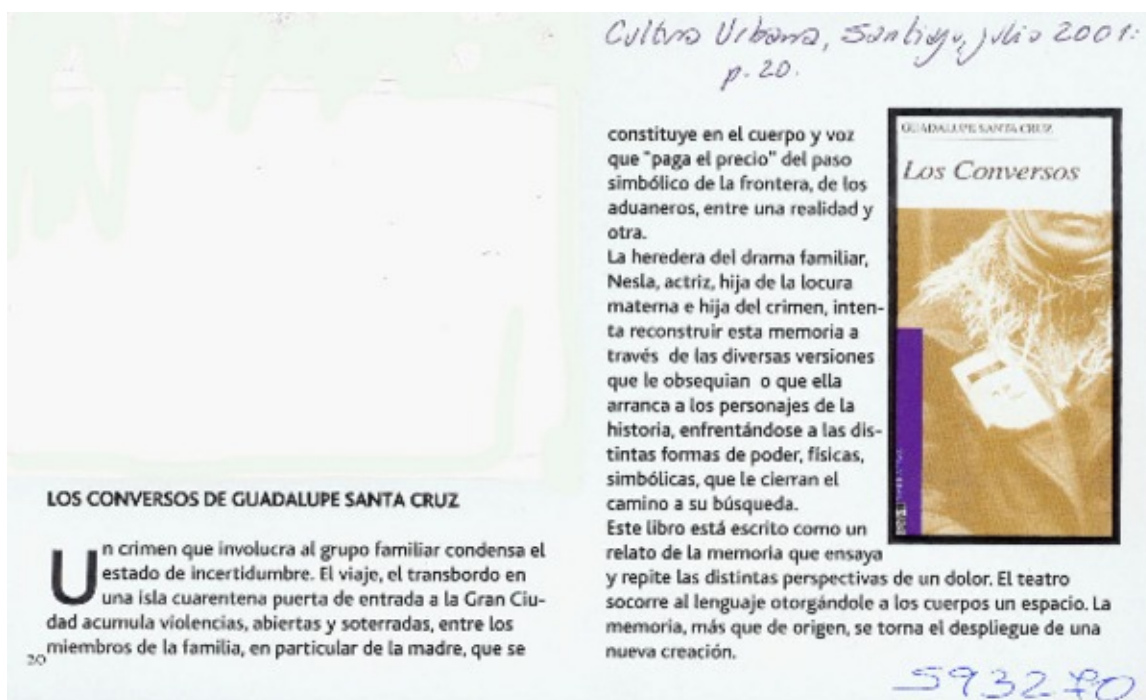 Cultura Urbana, Santiago, julio 2001:
p. 20.
LOS CONVERSOS DE GUADALUPE SANTA CRUZ
Un crimen que involucra al grupo familiar condensa el
estado de incertidumbre. El viaje, el transbordo en
una isla cuarentena puerta de entrada a la Gran Ciu-
dad acumula violencias, abiertas y soterradas, entre los
miembros de la familia, en particular de la madre, que se
20
constituye en el cuerpo y voz
que "paga el precio" del paso
simbólico de la frontera, de los
aduaneros, entre una realidad y
otra.
La heredera del drama familiar,
Nesla, actriz, hija de la locura
materna e hija del crimen, inten-
ta reconstruir esta memoria a
través de las diversas versiones
que le obsequian o que ella
arranca a los personajes de la
historia, enfrentándose a las dis-
tintas formas de poder, físicas,
simbólicas, que le cierran el
camino a su búsqueda.
Este libro está escrito como un
relato de la memoria que ensaya
y repite las distintas perspectivas de un dolor. El teatro
socorre al lenguaje otorgándole a los cuerpos un espacio. La
memoria, más que de origen, se torna el despliegue de una
nueva creación.
GUADALUPE SANTA CRUZ
Los Conversos